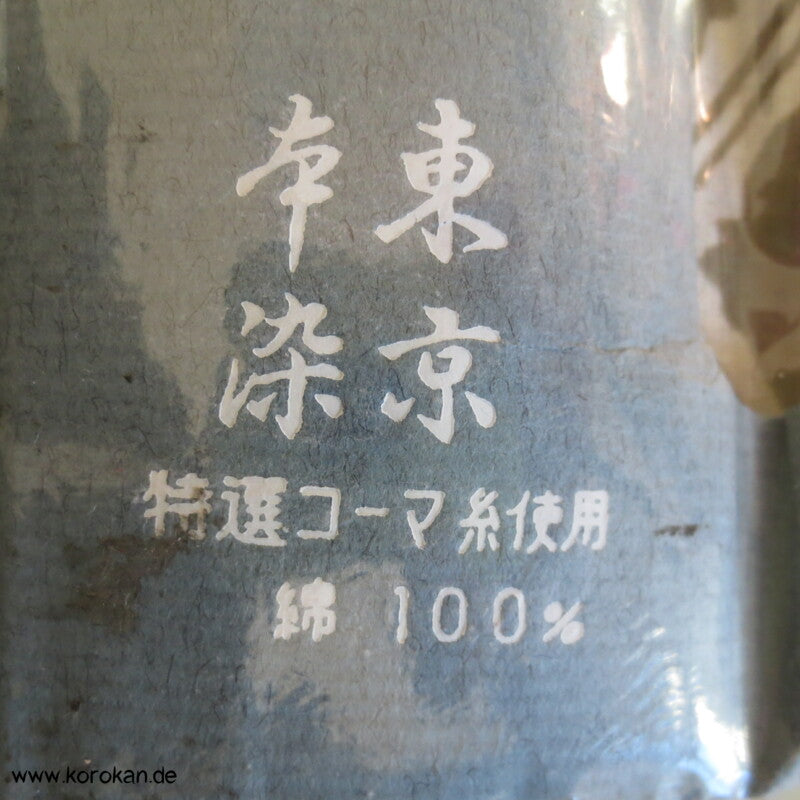 東京
本染
特選コーマ糸使用
綿 100%
www.korokan.de